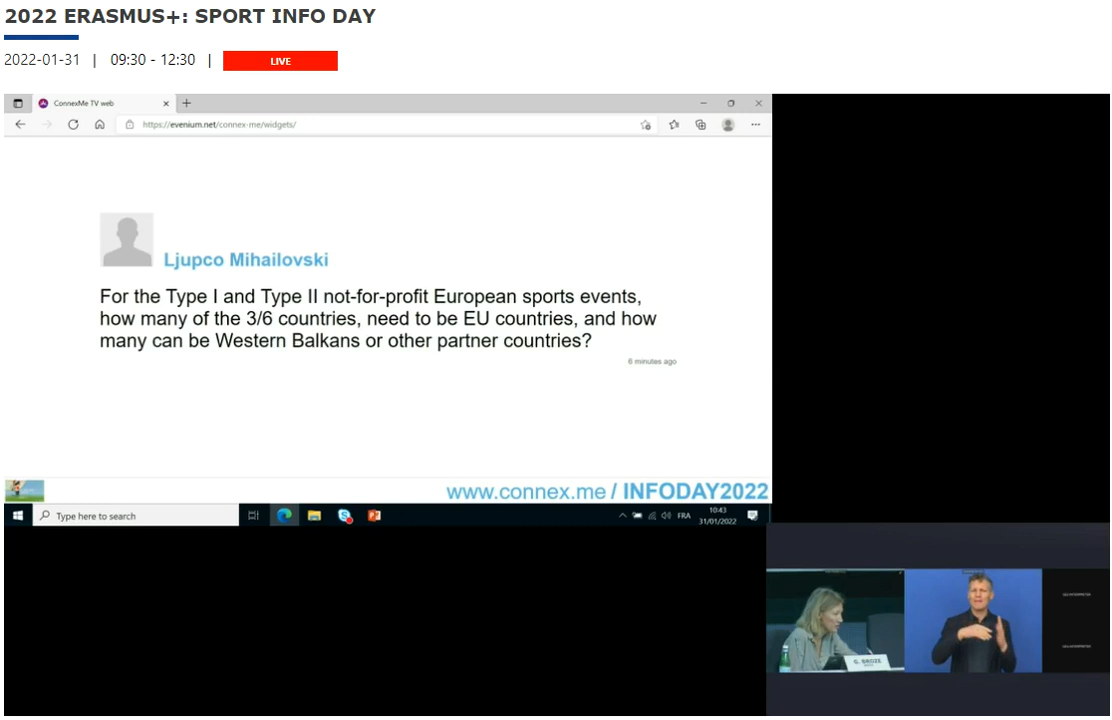 2022 ERASMUS+: SPORT INFO DAY
2022-01-31 | 09:30 - 12:30 | LIVE
ConnexMe TV web
https://evenium.net/connex-me/widgets/
Ljupco Mihailovski
For the Type I and Type II not-for-profit European sports events,
how many of the 3/6 countries, need to be EU countries, and how
many can be Western Balkans or other partner countries?
6 minutes ago
www.connex.me / INFODAY2022
Type here to search
FRA
10:43
31/01/2022
G. BROZE